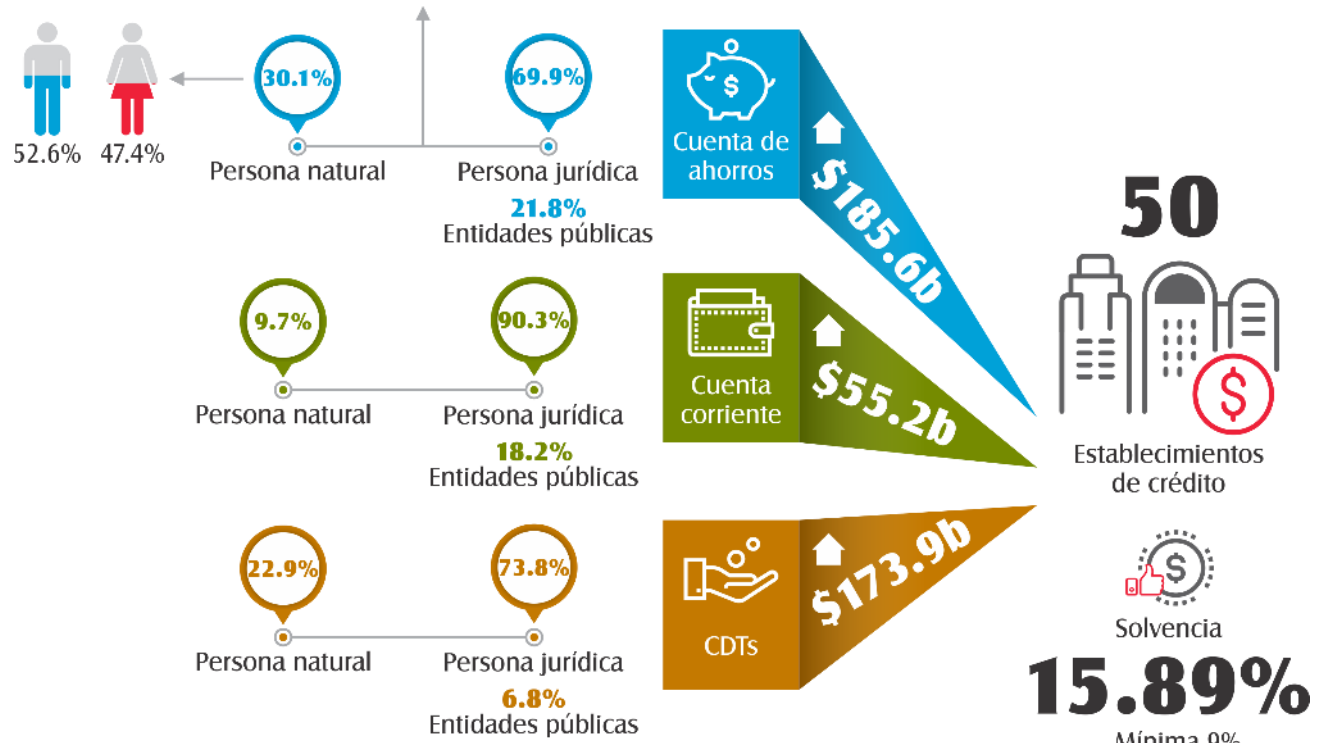 52.6%
47.4%
30.1%
Persona natural
69.9%
Persona jurídica
21.8%
Entidades públicas
Cuenta de
ahorros
$185.6b
9.7%
Persona natural
90.3%
Persona jurídica
18.2%
Entidades públicas
Cuenta
corriente
$55.2b
22.9%
Persona natural
73.8%
Persona jurídica
6.8%
Entidades públicas
CDTs
$173.9b
50
Establecimientos
de crédito
Solvencia
15.89%
Mínima 9%